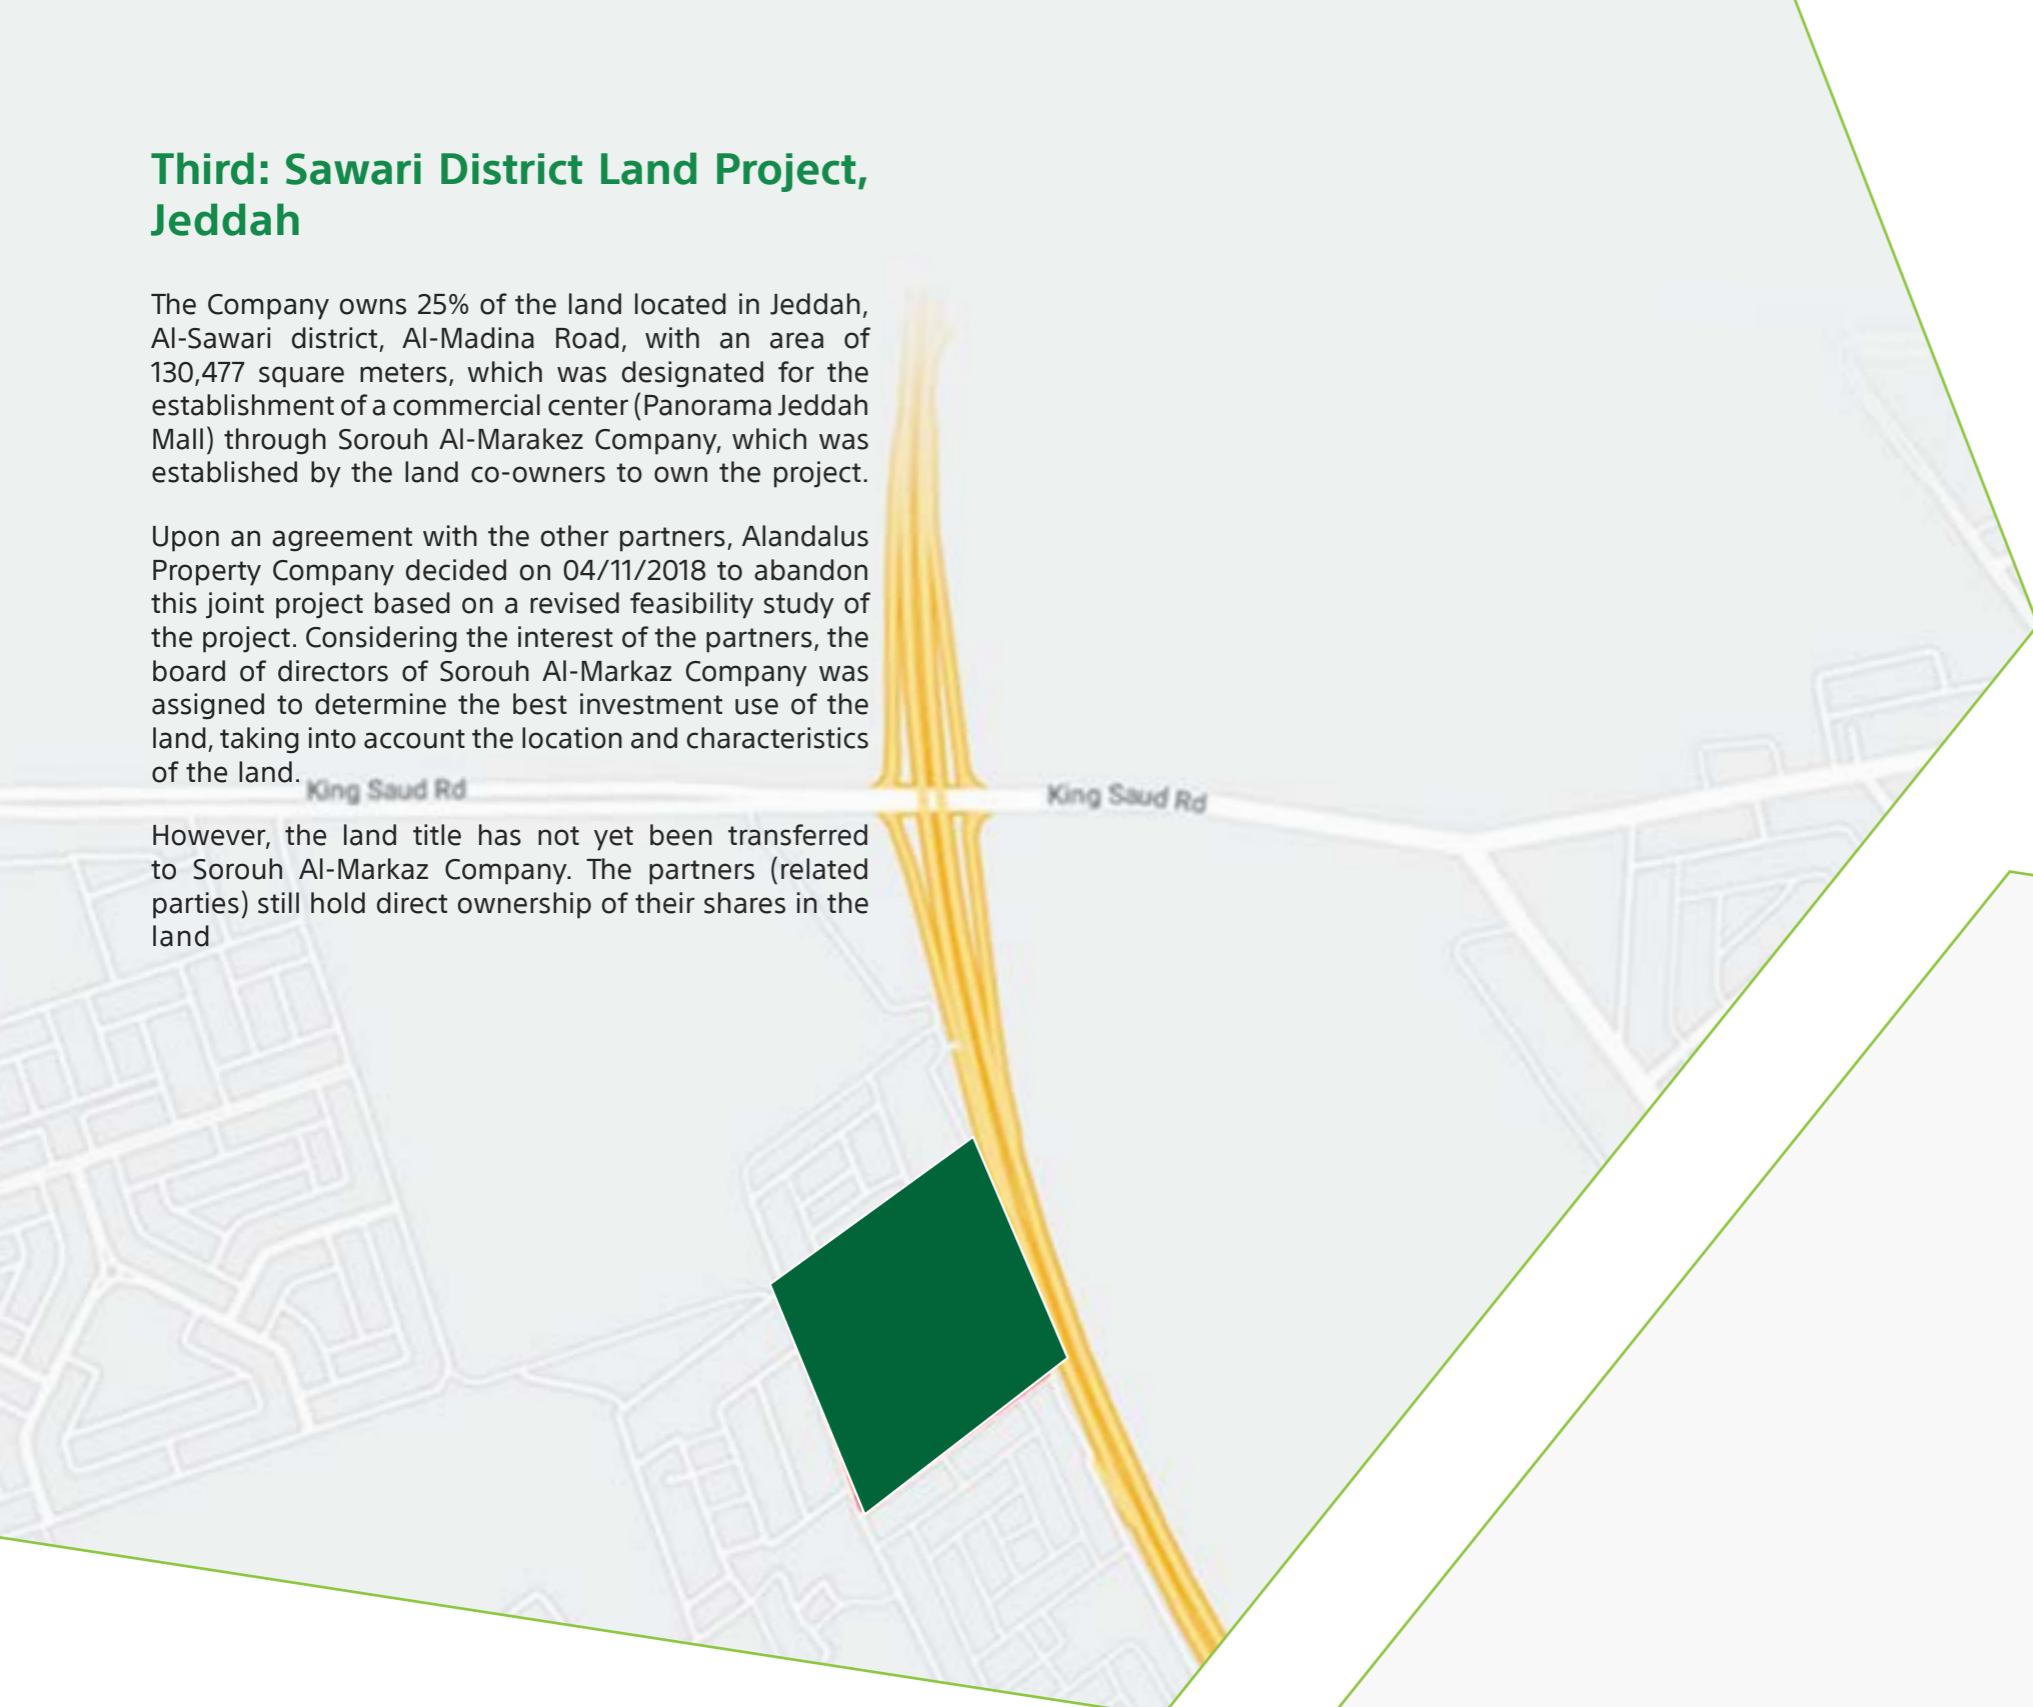 Third: Sawari District Land Project,
Jeddah
The Company owns 25% of the land located in Jeddah,
Al-Sawari district, Al-Madina Road, with an area of
130,477 square meters, which was designated for the
establishment of a commercial center (Panorama Jeddah
Mall) through Sorouh Al-Marakez Company, which was
established by the land co-owners to own the project.
Upon an agreement with the other partners, Alandalus
Property Company decided on 04/11/2018 to abandon
this joint project based on a revised feasibility study of
the project. Considering the interest of the partners, the
board of directors of Sorouh Al-Markaz Company was
assigned to determine the best investment use of the
land, taking into account the location and characteristics
of the land.
King Saud Rd
King Saud Rd
However, the land title has not yet been transferred
to Sorouh Al-Markaz Company. The partners (related
parties) still hold direct ownership of their shares in the
land